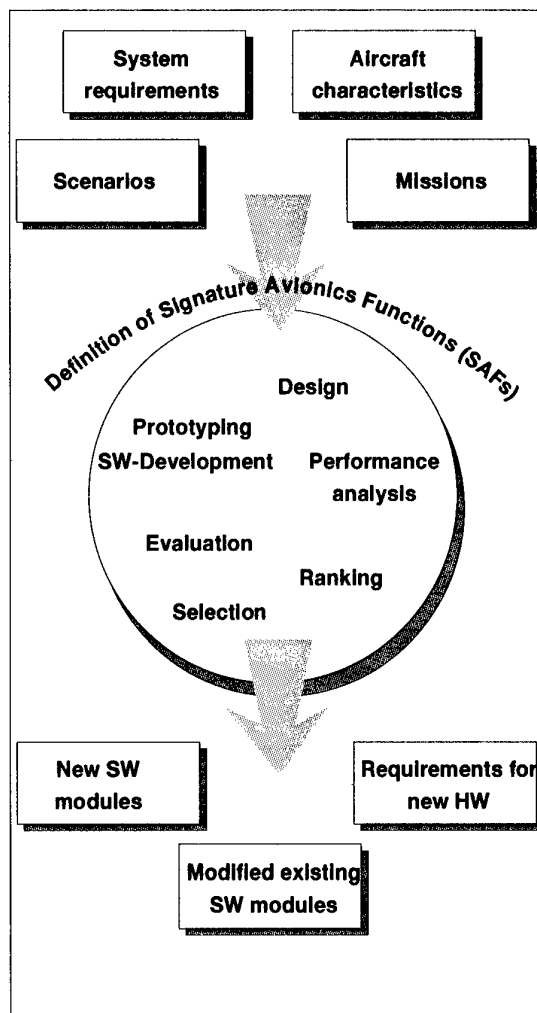 System
requirements
Aircraft
characteristics
Scenarios
Missions
Definition of Signature Avionics Functions (SAFs)
Design
Prototyping
SW-Development
Performance
analysis
Evaluation
Ranking
Selection
New SW
modules
Requirements for
new HW
Modified existing
SW modules